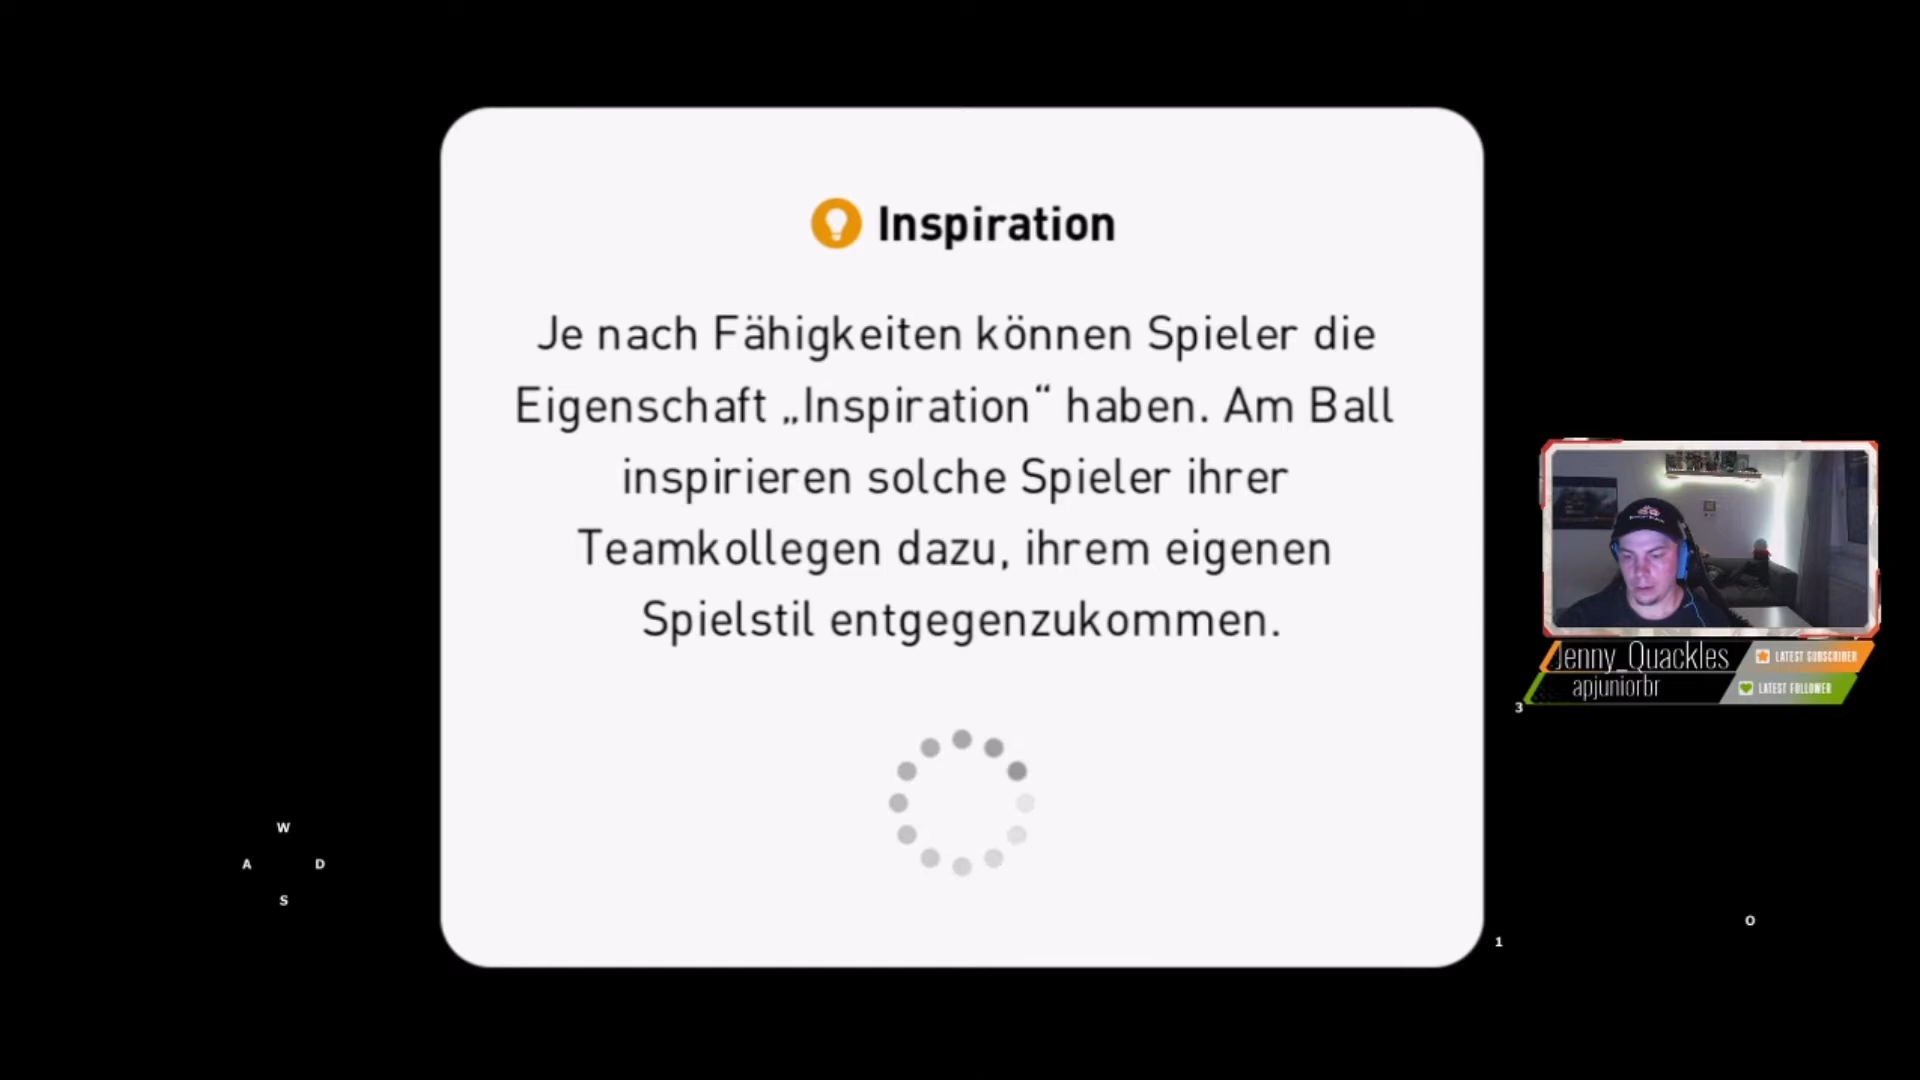 Inspiration
Je nach Fähigkeiten können Spieler die
Eigenschaft „Inspiration“ haben. Am Ball
inspirieren solche Spieler ihrer
Teamkollegen dazu, ihrem eigenen
Spielstil entgegenzukommen.
Jenny_Quackles
LATEST SUBSCRIBER
apjuniorbr
LATEST FOLLOWER
3
W
A D
S
O
1